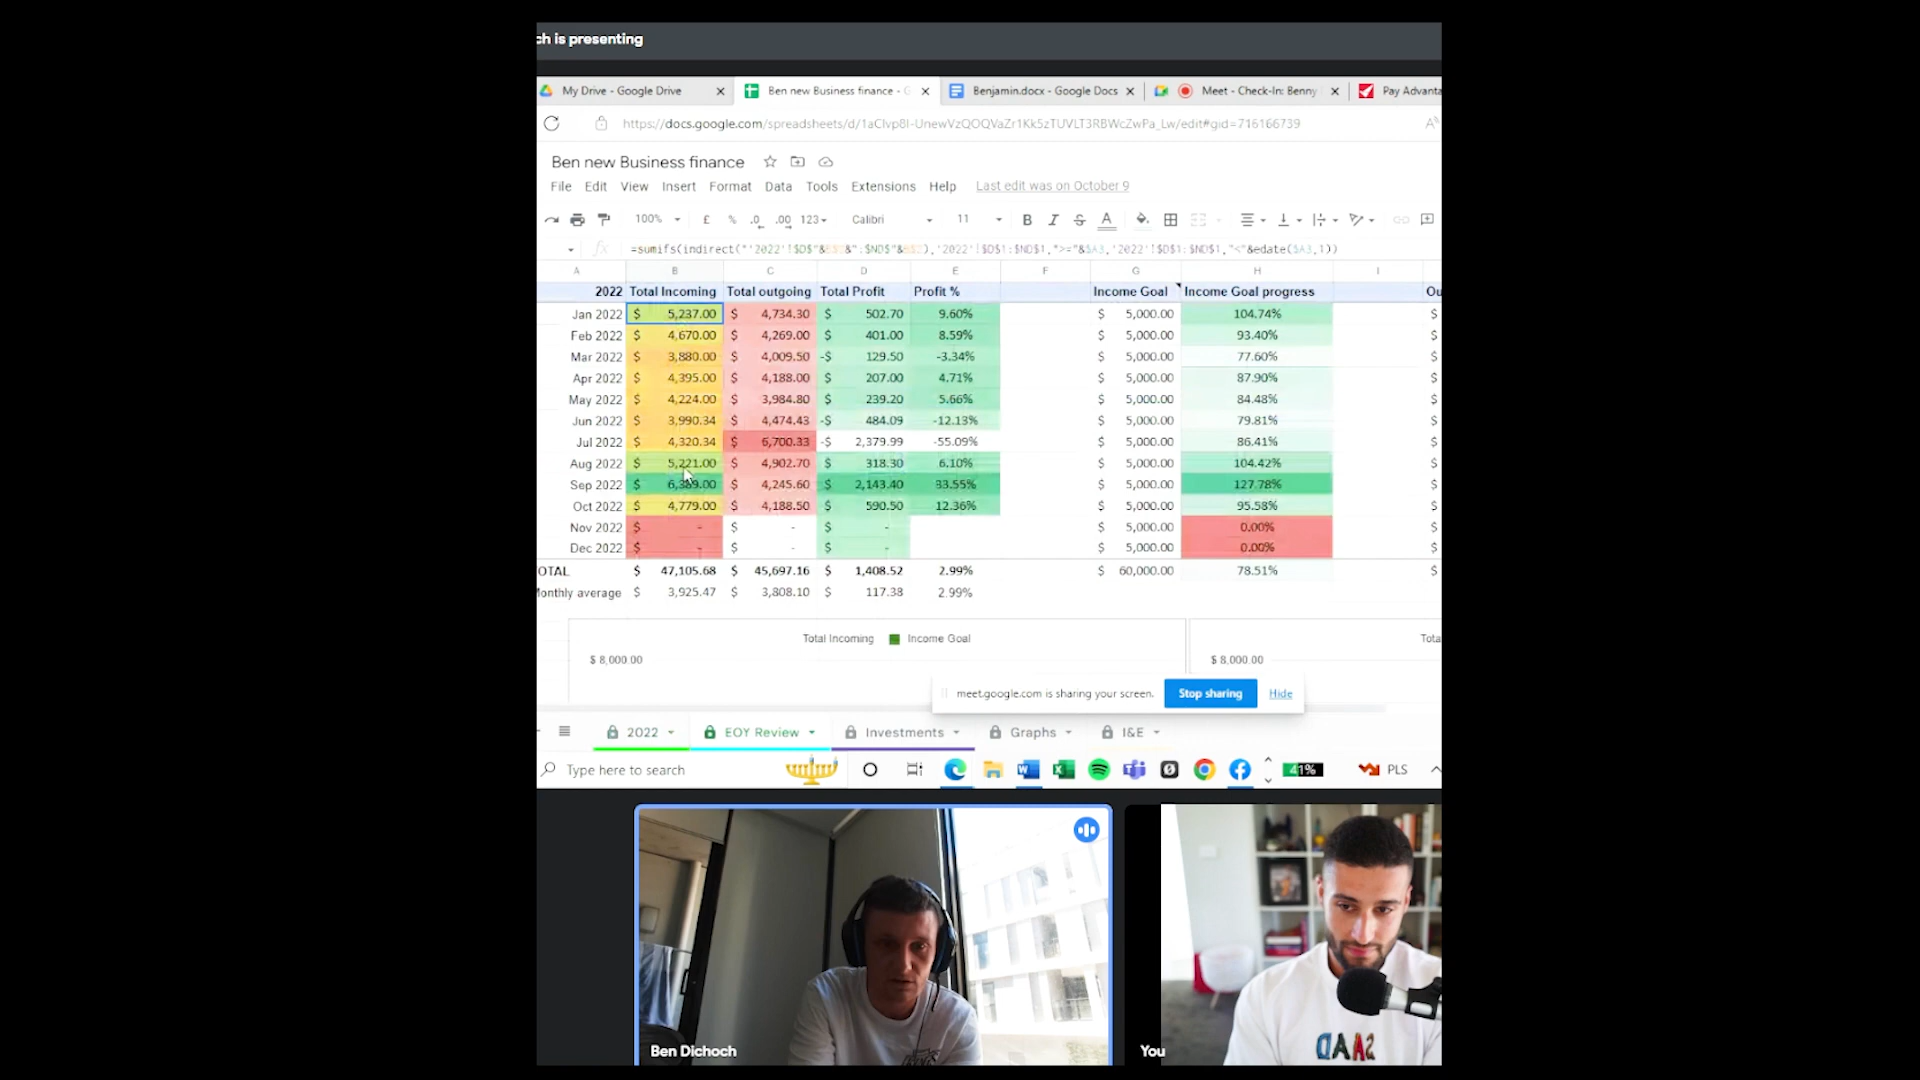 ch is presenting
My Drive - Google Drive
Ben new Business finance - G
Benjamin.docx - Google Docs
Meet - Check-In: Benny
Pay Advanta
https://docs.google.com/spreadsheets/d/1aClvp8I-UnewVzQOQVaZr1Kk5zTUVLT3RBWcZwPa_Lw/edit#gid=716166739
Ben new Business finance
File Edit View Insert Format Data Tools Extensions Help Last edit was on October 9
100% £ % .0 .00 123 Calibri 11 B I S A
A B C D E F G H I
2022 Total Incoming Total outgoing Total Profit Profit % Income Goal Income Goal progress Ou
Jan 2022 $ 5,237.00 $ 4,734.30 $ 502.70 9.60% $ 5,000.00 104.74% $
Feb 2022 $ 4,670.00 $ 4,269.00 $ 401.00 8.59% $ 5,000.00 93.40% $
Mar 2022 $ 3,880.00 $ 4,009.50 -$ 129.50 -3.34% $ 5,000.00 77.60% $
Apr 2022 $ 4,395.00 $ 4,188.00 $ 207.00 4.71% $ 5,000.00 87.90% $
May 2022 $ 4,224.00 $ 3,984.80 $ 239.20 5.66% $ 5,000.00 84.48% $
Jun 2022 $ 3,990.34 $ 4,474.43 -$ 484.09 -12.13% $ 5,000.00 79.81% $
Jul 2022 $ 4,320.34 $ 6,700.33 -$ 2,379.99 -55.09% $ 5,000.00 86.41% $
Aug 2022 $ 5,221.00 $ 4,902.70 $ 318.30 6.10% $ 5,000.00 104.42% $
Sep 2022 $ 6,389.00 $ 4,245.60 $ 2,143.40 33.55% $ 5,000.00 127.78% $
Oct 2022 $ 4,779.00 $ 4,188.50 $ 590.50 12.36% $ 5,000.00 95.58% $
Nov 2022 $ - $ - $ - $ 5,000.00 0.00% $
Dec 2022 $ - $ - $ - $ 5,000.00 0.00% $
OTAL $ 47,105.68 $ 45,697.16 $ 1,408.52 2.99% $ 60,000.00 78.51% $
Monthly average $ 3,925.47 $ 3,808.10 $ 117.38 2.99%
Total Incoming Income Goal Tota
$ 8,000.00 $ 8,000.00
meet.google.com is sharing your screen. Stop sharing Hide
2022 EOY Review Investments Graphs I&E
Type here to search 41% PLS
Ben Dichoch You
SAAD